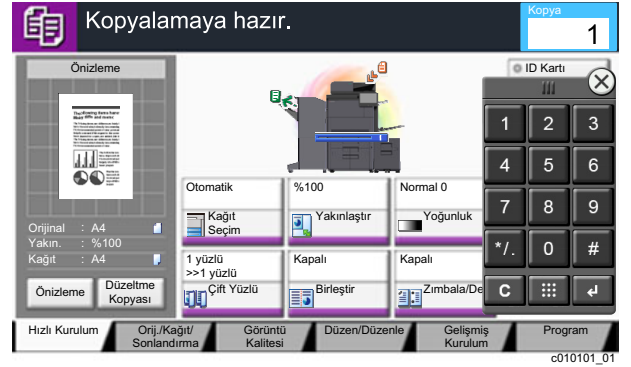 Kopyalamaya hazır.
Kopya
1
Önizleme
ID Kartı
Orijinal : A4
Yakın. : %100
Kağıt : A4
Önizleme
Düzeltme
Kopyası
Otomatik
Kağıt
Seçim
%100
Yakınlaştır
Normal 0
Yoğunluk
1 yüzlü
>>1 yüzlü
Çift Yüzlü
Kapalı
Birleştir
Kapalı
Zımbala/De
1 2 3
4 5 6
7 8 9
*/. 0 #
C
Hızlı Kurulum
Orij./Kağıt/
Sonlandırma
Görüntü
Kalitesi
Düzen/Düzenle
Gelişmiş
Kurulum
Program
c010101_01